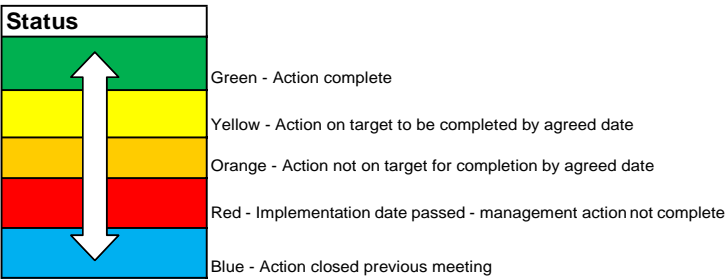 Status
Green - Action complete
Yellow - Action on target to be completed by agreed date
Orange - Action not on target for completion by agreed date
Red - Implementation date passed - management action not complete
Blue - Action closed previous meeting